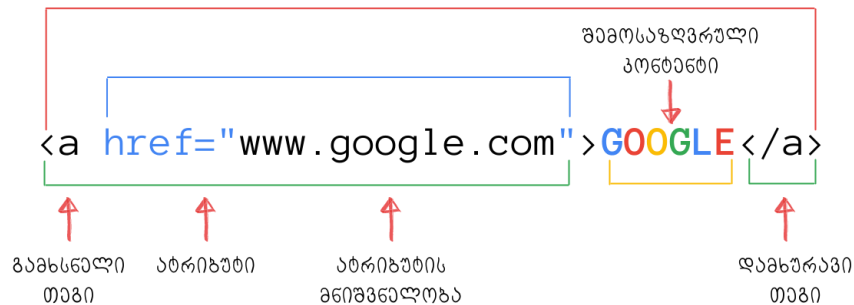 შემოსაზღვრული
კონტენტი
<a href="www.google.com">GOOGLE</a>
გამხსნელი
თეგი
ატრიბუტი
ატრიბუტის
მნიშვნელობა
დამხურავი
თეგი